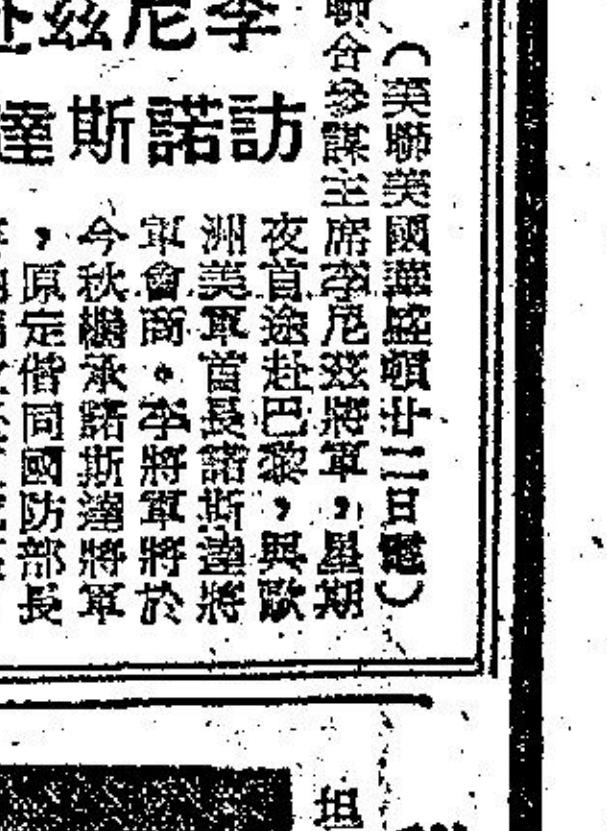 李尼茲赴
訪諾斯達
（美聯美國華盛頓廿二日電）
聯合參謀主席李尼茲將軍，星期
夜首途赴巴黎，與歐
洲美軍首長諾斯達將
軍會商。李將軍將於
今秋繼承諾斯達將軍
，原定偕同國防部長
坦